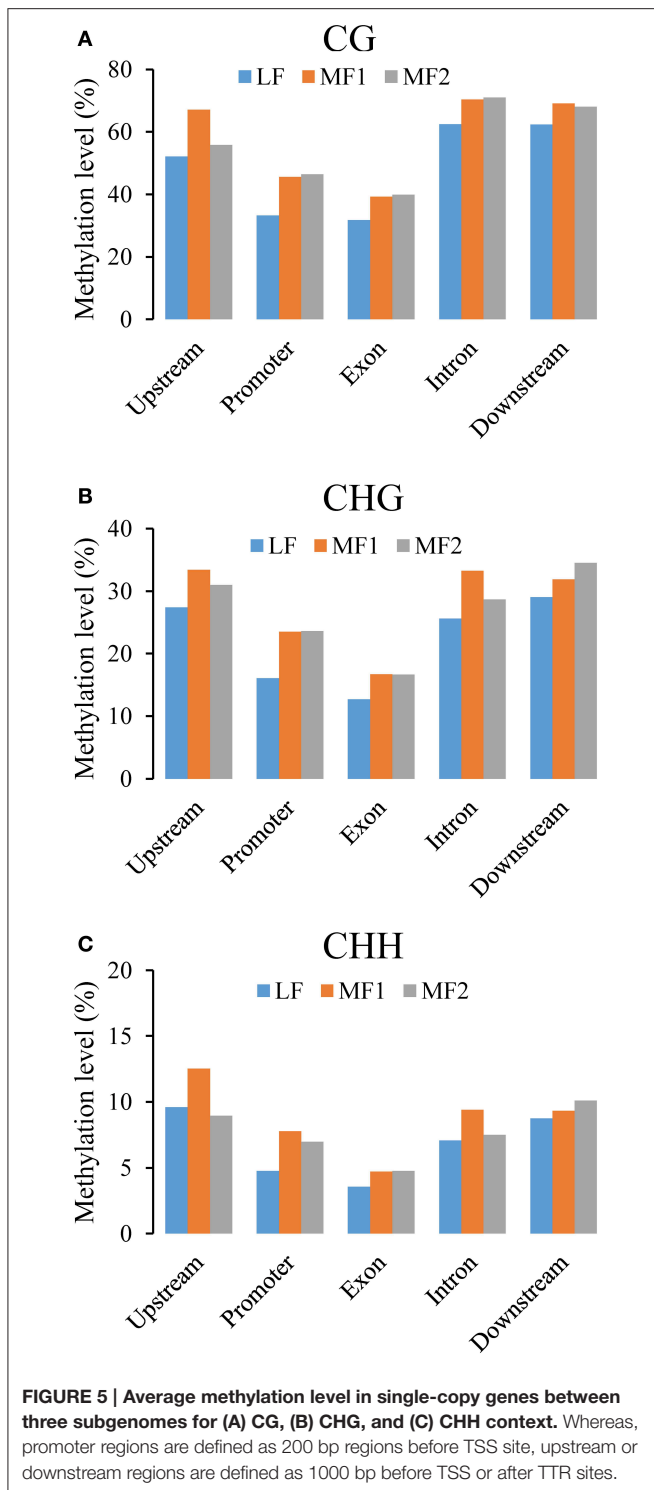 A
CG
LF MF1 MF2
Methylation level (%)
80
60
40
20
0
Upstream
Promoter
Exon
Intron
Downstream
B
CHG
LF MF1 MF2
Methylation level (%)
40
30
20
10
0
Upstream
Promoter
Exon
Intron
Downstream
C
CHH
LF MF1 MF2
Methylation level (%)
20
15
10
5
0
Upstream
Promoter
Exon
Intron
Downstream
FIGURE 5 | Average methylation level in single-copy genes between
three subgenomes for (A) CG, (B) CHG, and (C) CHH context. Whereas,
promoter regions are defined as 200 bp regions before TSS site, upstream or
downstream regions are defined as 1000 bp before TSS or after TTR sites.